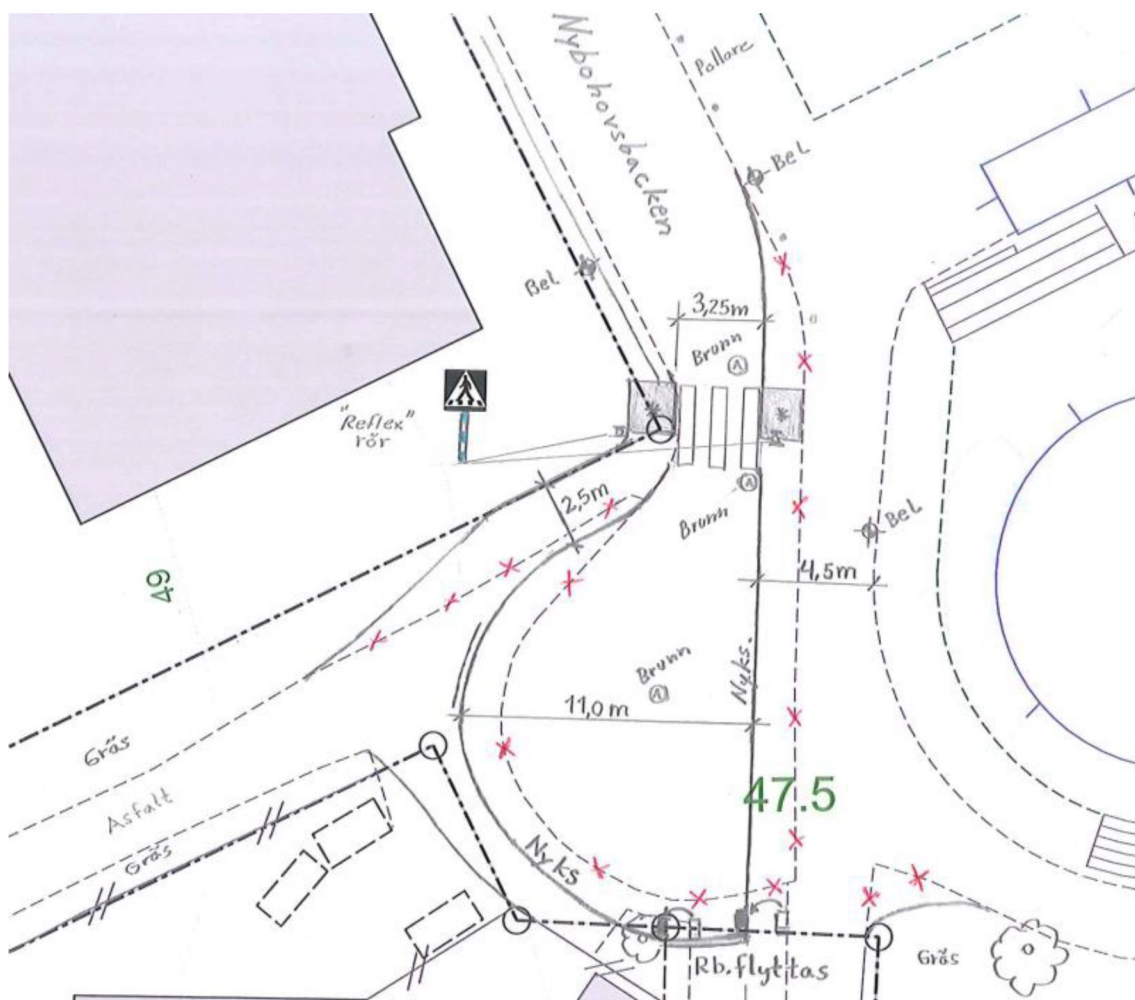 Nybohovsbacken
Pollare
Bel
Bel
3,25m
Brunn
A
"Reflex"
rör
2,5m
A
Brunn
Bel
4,5m
49
Brunn
A
Nyks.
11,0 m
Gräs
47.5
Asfalt
Gräs
Nyks
Rb.flyttas
Gräs